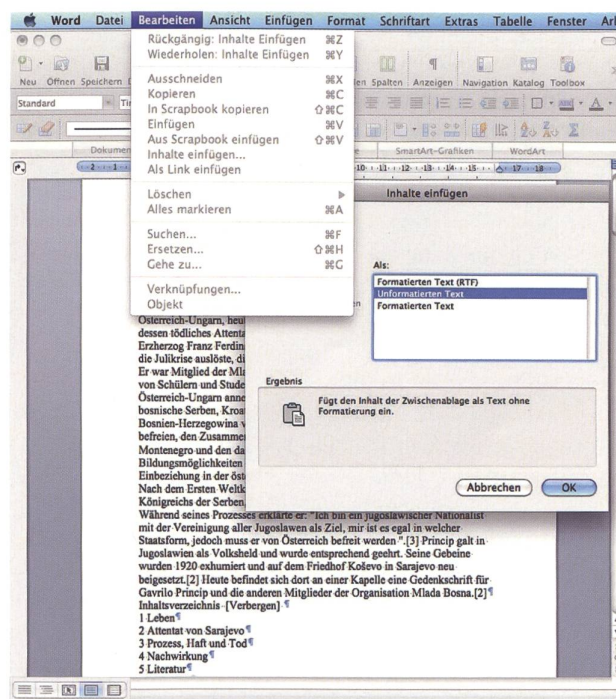 Word Datei Bearbeiten Ansicht Einfügen Format Schriftart Extras Tabelle Fenster
Rückgängig: Inhalte Einfügen ⌘Z
Wiederholen: Inhalte Einfügen ⌘Y
Ausschneiden ⌘X
Kopieren ⌘C
In Scrapbook kopieren ⇧⌘C
Einfügen ⌘V
Aus Scrapbook einfügen ⇧⌘V
Inhalte einfügen...
Als Link einfügen
Löschen
Alles markieren ⌘A
Suchen... ⌘F
Ersetzen... ⇧⌘H
Gehe zu... ⌘G
Verknüpfungen...
Objekt
Neu Öffnen Speichern
Spalten Anzeigen Navigation Katalog Toolbox
Standard
SmartArt-Grafiken WordArt
Inhalte einfügen
Als:
Formatierten Text (RTF)
Unformatierten Text
Formatierten Text
Ergebnis
Fügt den Inhalt der Zwischenablage als Text ohne
Formatierung ein.
Abbrechen OK
Österreich-Ungarn, heu
dessen tödliches Attenta
Erzherzog Franz Ferdin
die Julikrise auslöste, di
Er war Mitglied der Mla
von Schülern und Stude
Österreich-Ungarn anne
bosnische Serben, Kroa
Bosnien-Herzegowina v
befreien, den Zusamme
Montenegro und den da
Bildungsmöglichkeiten
Einbeziehung in der öst
Nach dem Ersten Weltk
Königreichs der Serben,
Während seines Prozesses erklärte er: "Ich bin ein jugoslawischer Nationalist
mit der Vereinigung aller Jugoslawen als Ziel, mir ist es egal in welcher
Staatsform, jedoch muss er von Österreich befreit werden ".[3] Princip galt in
Jugoslawien als Volksheld und wurde entsprechend geehrt. Seine Gebeine
wurden 1920 exhumiert und auf dem Friedhof Koševo in Sarajevo neu
beigesetzt.[2] Heute befindet sich dort an einer Kapelle eine Gedenkschrift für
Gavrilo Princip und die anderen Mitglieder der Organisation Mlada Bosna.[2]¶
Inhaltsverzeichnis [Verbergen] ¶
1 Leben¶
2 Attentat von Sarajevo¶
3 Prozess, Haft und Tod¶
4 Nachwirkung¶
5 Literatur¶